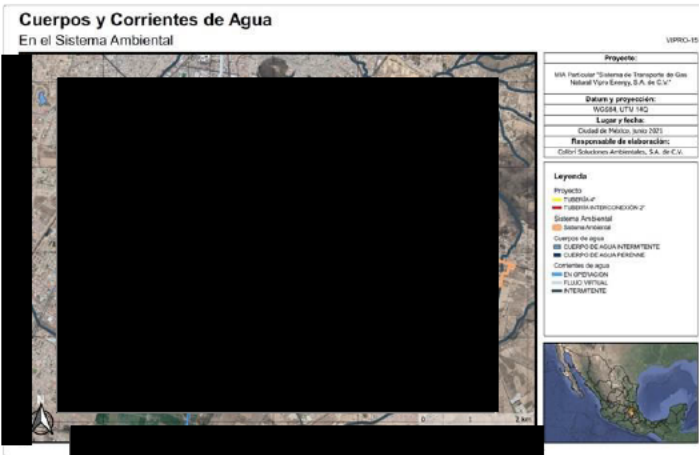 Cuerpos y Corrientes de Agua
En el Sistema Ambiental
VIPRO-15
Proyecto:
MIA Particular "Sistema de Transporte de Gas
Natural Vipro Energy, S.A. de C.V."
Datum y proyección:
WGS84, UTM 14Q
Lugar y fecha:
Ciudad de México, junio 2025
Responsable de elaboración:
Colibrí Soluciones Ambientales, S.A. de C.V.
Leyenda
Proyecto
TUBERÍA 4"
TUBERÍA INTERCONEXIÓN 2"
Sistema Ambiental
Sistema Ambiental
Cuerpos de agua
CUERPO DE AGUA INTERMITENTE
CUERPO DE AGUA PERENNE
Corrientes de agua
EN OPERACIÓN
FLUJO VIRTUAL
INTERMITENTE
0 1 2 km